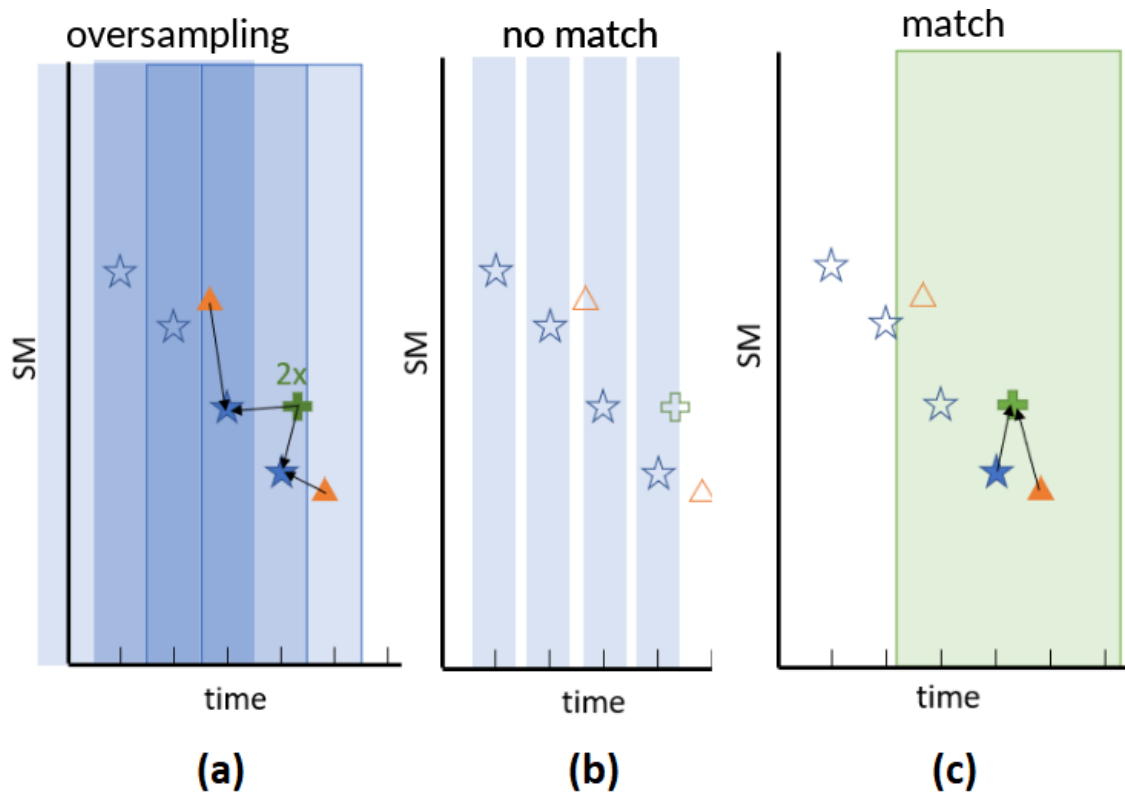 oversampling
no match
match
SM
2x
SM
SM
time
time
time
(a)
(b)
(c)